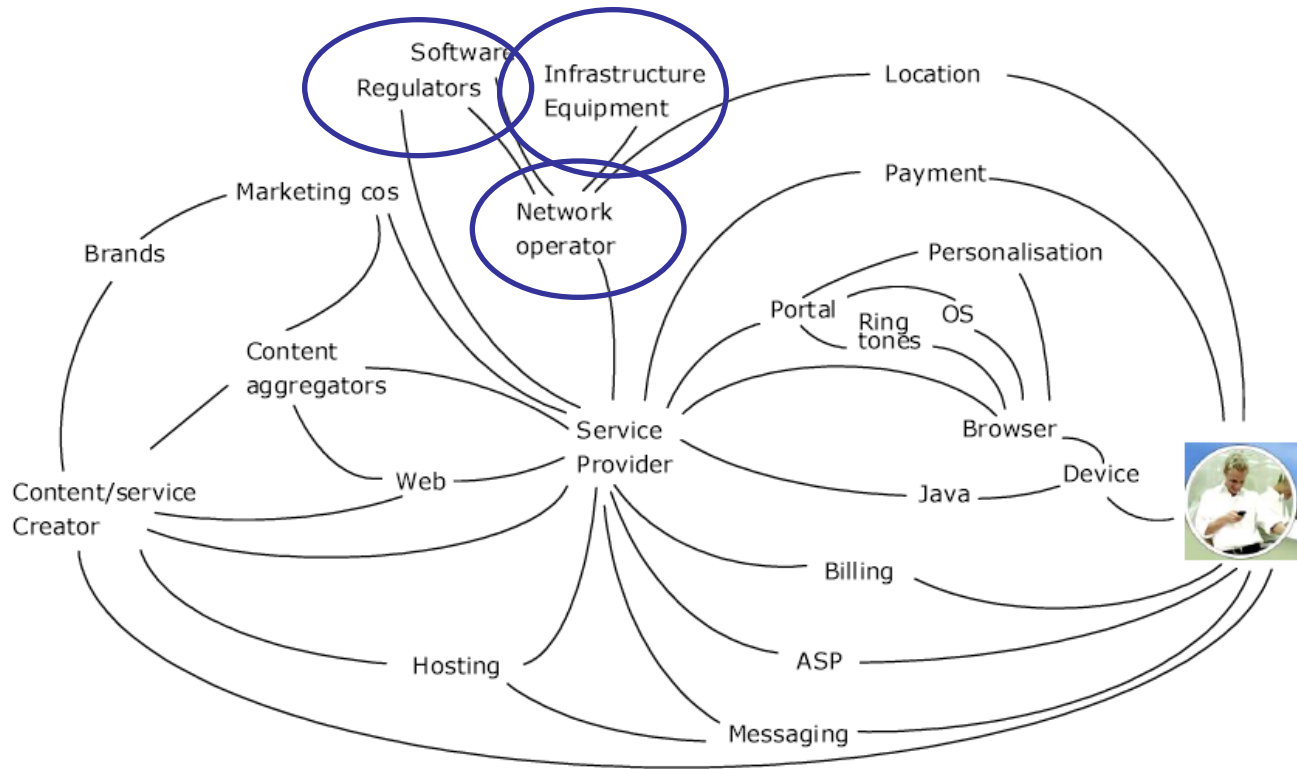 Software
Regulators
Infrastructure
Equipment
Location
Payment
Marketing cos
Network
operator
Brands
Personalisation
Portal
Ring
tones
OS
Content
aggregators
Service
Provider
Browser
Web
Java
Device
Content/service
Creator
Billing
Hosting
ASP
Messaging